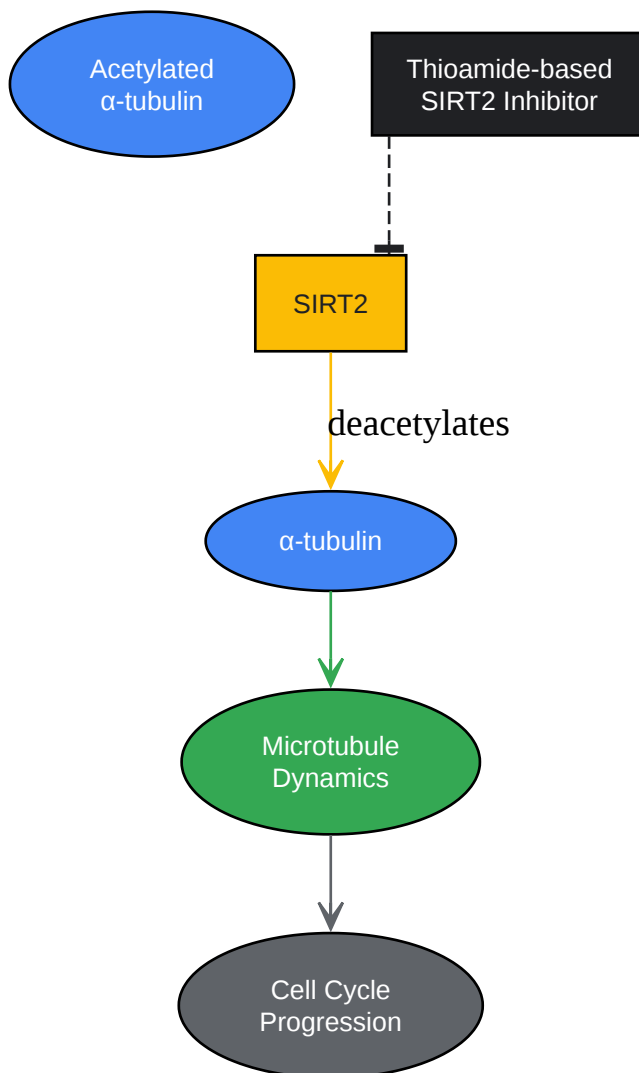 Acetylated
α-tubulin
Thioamide-based
SIRT2 Inhibitor
SIRT2
deacetylates
α-tubulin
Microtubule
Dynamics
Cell Cycle
Progression